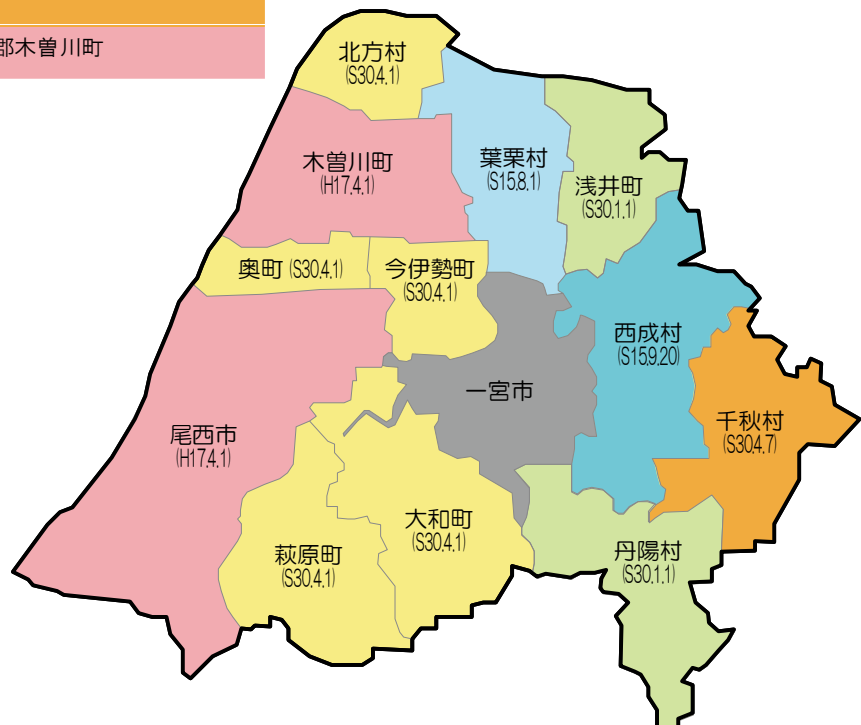 郡木曽川町
北方村
(S30.4.1)
木曽川町
(H17.4.1)
葉栗村
(S15.8.1)
浅井町
(S30.1.1)
奥町 (S30.4.1)
今伊勢町
(S30.4.1)
西成村
(S15.9.20)
一宮市
千秋村
(S30.4.7)
尾西市
(H17.4.1)
大和町
(S30.4.1)
萩原町
(S30.4.1)
丹陽村
(S30.1.1)